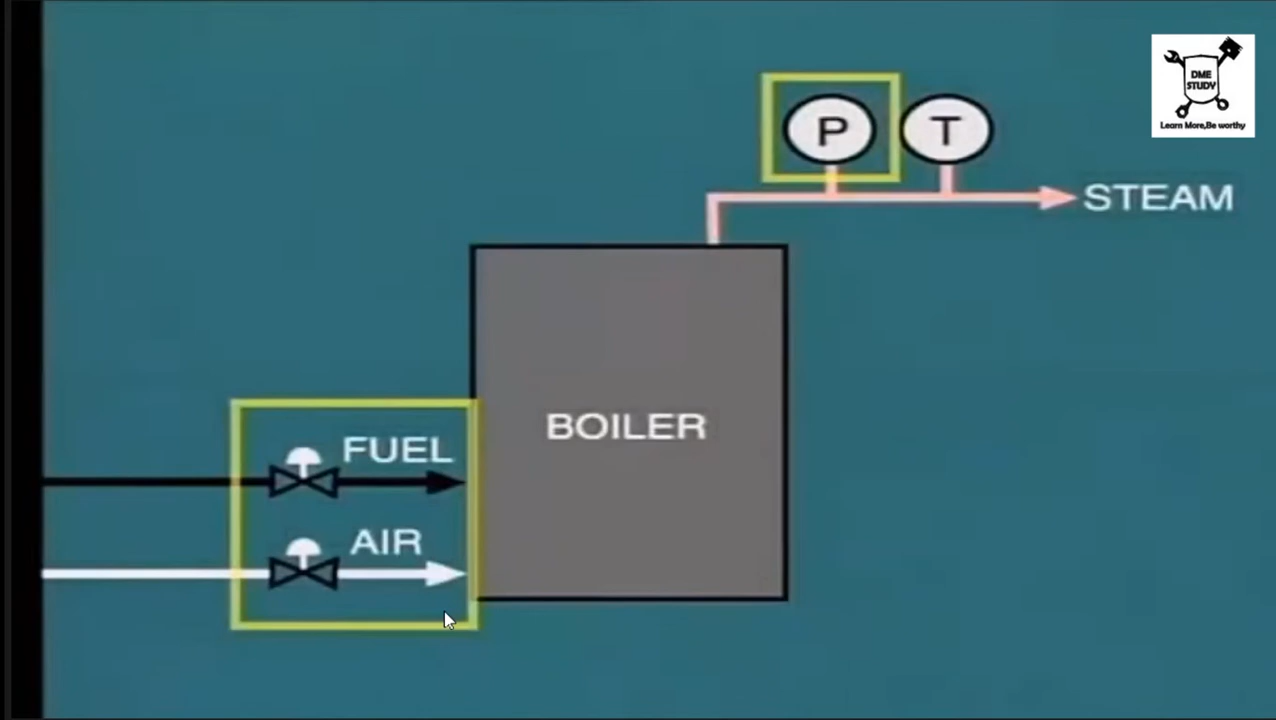 DME
STUDY
Learn More,Be worthy
P
T
STEAM
BOILER
FUEL
AIR